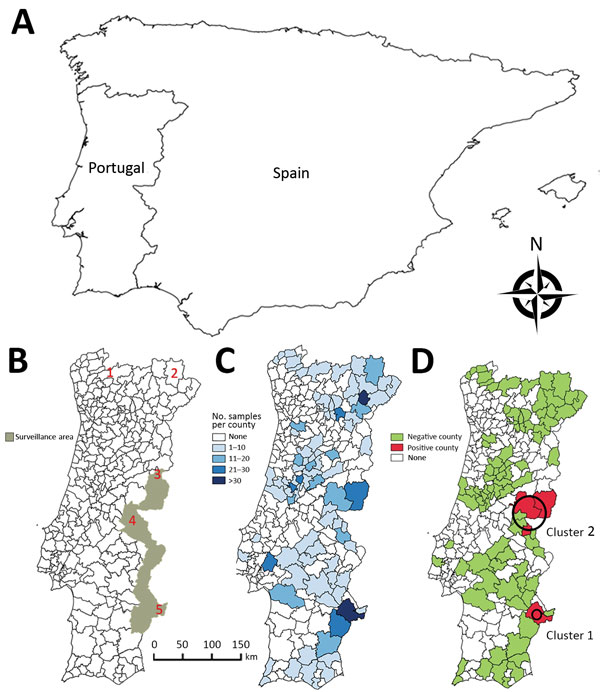 A
Portugal
Spain
N
B
1
2
Surveillance area
3
4
5
0 50 100 150
km
C
No. samples
per county
None
1–10
11–20
21–30
>30
D
Negative county
Positive county
None
Cluster 2
Cluster 1